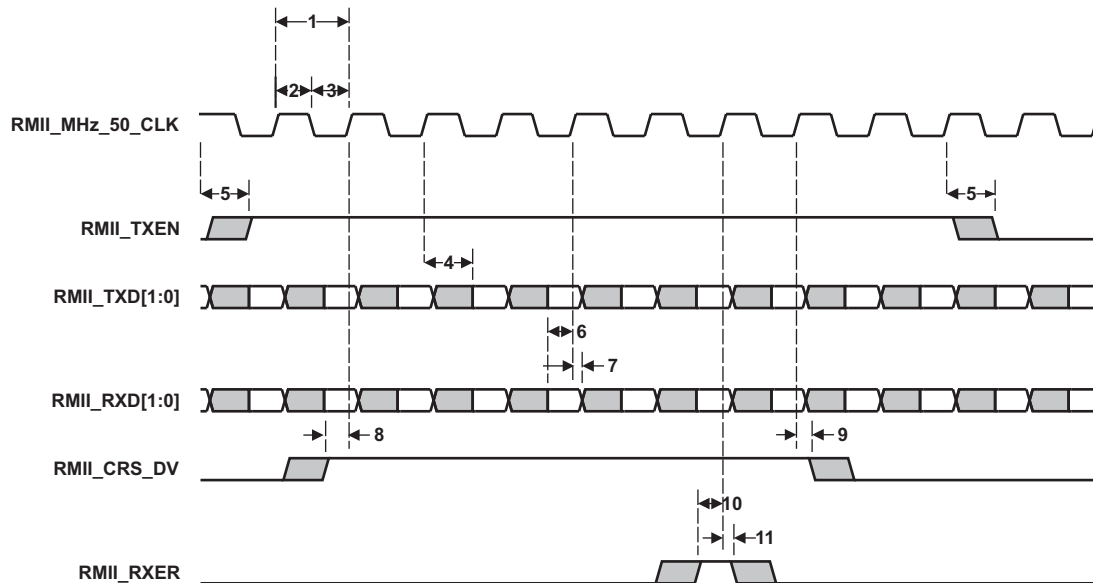 1
2 3
RMII_MHz_50_CLK
5 5
RMII_TXEN
4
RMII_TXD[1:0]
6
7
RMII_RXD[1:0]
8 9
RMII_CRS_DV
10
11
RMII_RXER